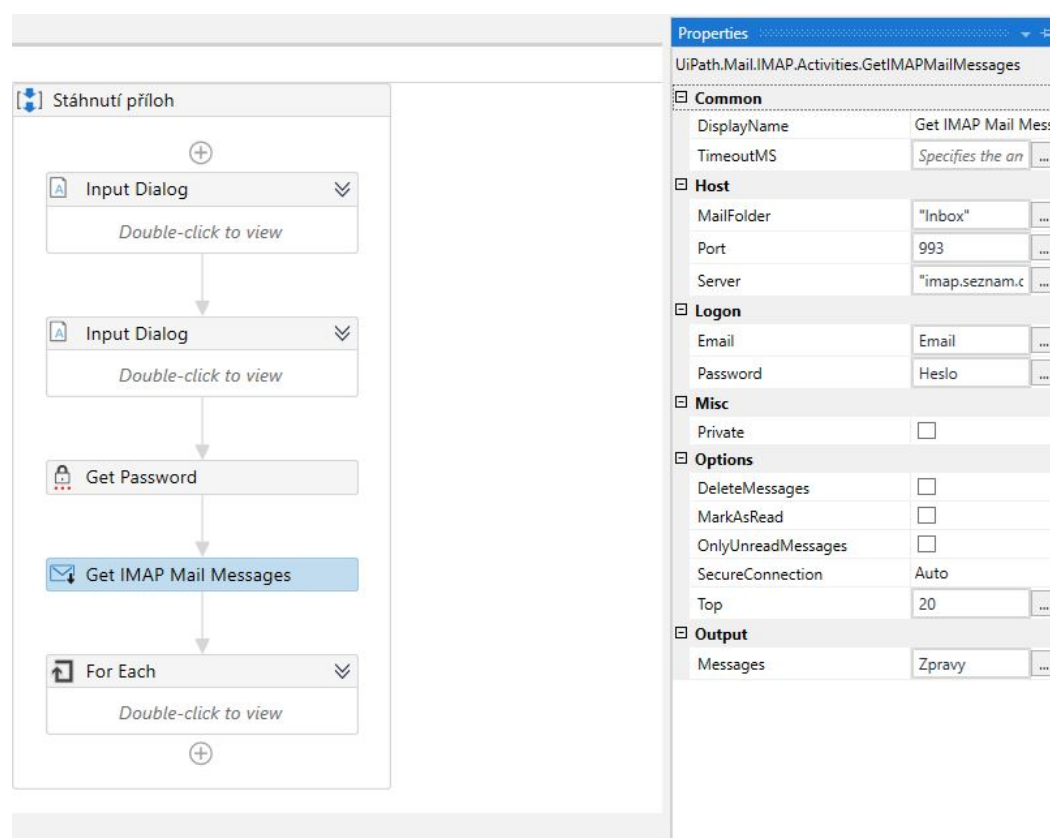 Stáhnutí příloh
Input Dialog
Double-click to view
Input Dialog
Double-click to view
Get Password
Get IMAP Mail Messages
For Each
Double-click to view
Properties
UiPath.Mail.IMAP.Activities.GetIMAPMailMessages
Common
DisplayName Get IMAP Mail Mess
TimeoutMS Specifies the an ...
Host
MailFolder "Inbox" ...
Port 993 ...
Server "imap.seznam.c ...
Logon
Email Email ...
Password Heslo ...
Misc
Private
Options
DeleteMessages
MarkAsRead
OnlyUnreadMessages
SecureConnection Auto
Top 20 ...
Output
Messages Zpravy ...